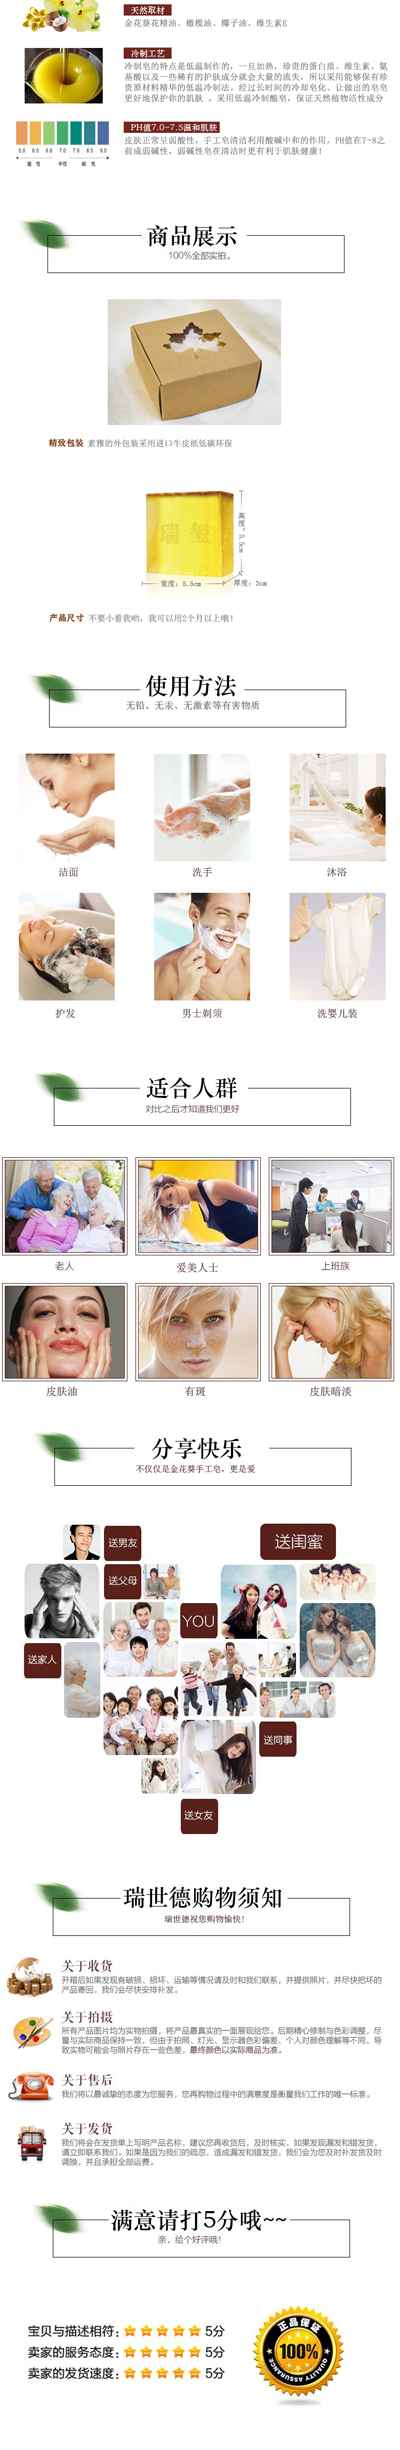 天然取材
金花葵花精油、橄榄油、椰子油、维生素E
冷制工艺
冷制皂的特点是低温制作的，一旦加热，珍贵的蛋白质、维生素、氨
基酸以及一些稀有的护肤成分就会大量的流失，所以采用能够保有珍
贵原材料精华的低温冷制法，经过长时间的冷却皂化、让做出的皂皂
更好地保护你的肌肤 ，采用低温冷制酿皂，保证天然植物活性成分
PH值7.0~7.5温和肌肤
皮肤正常呈弱酸性，手工皂清洁利用酸碱中和的作用，PH值在7~8之
前成弱碱性，弱碱性皂在清洁时更有利于肌肤健康！
5.0 6.0 6.6 7.0 7.6 8.5 9.0
酸 性 中性 碱 性
商品展示
100%全部实拍。
精致包装 素雅的外包装采用进口牛皮纸低碳环保
瑞 玺
高度：5.5cm
宽度：5.5cm
厚度：3cm
产品尺寸 不要小看我哟，我可以用2个月以上哦！
使用方法
无铅、无汞、无激素等有害物质
洁面 洗手 沐浴
护发 男士剃须 洗婴儿装
适合人群
对比之后才知道我们更好
老人 爱美人士 上班族
皮肤油 有斑 皮肤暗淡
分享快乐
不仅仅是金花葵手工皂，更是爱
送男友
送闺蜜
送父母
YOU
送家人
送同事
送女友
瑞世德购物须知
瑞世德祝您购物愉快！
关于收货
开箱后如果发现有破损、损坏、运输等情况请及时和我们联系，并提供照片，并尽快把坏的
产品寄回，我们会尽快安排补发。
关于拍摄
所有产品图片均为实物拍摄，将产品最真实的一面展现给您。后期精心修制与色彩调整，尽
量与实际商品保持一致，但由于拍照、灯光、显示器色彩偏差、个人对颜色理解等不同，导
致实物可能会与照片存在一些色差，最终颜色以实际商品为准。
关于售后
我们将以最诚挚的态度为您服务，您再购物过程中的满意度是衡量我们工作的唯一标准。
关于发货
我们将会在发货单上写明产品名称，建议您再收货后，及时核实，如果发现漏发和错发货，
请立即联系我们。如果是因为我们的疏忽，造成漏发和错发货，我们会为您及时补发货及时
调换，并且承担全部运费。
满意请打5分哦~~
亲，给个好评哦！
宝贝与描述相符： 5分
卖家的服务态度： 5分
卖家的发货速度： 5分
正品保证
100%
QUALITY ASSURANCE